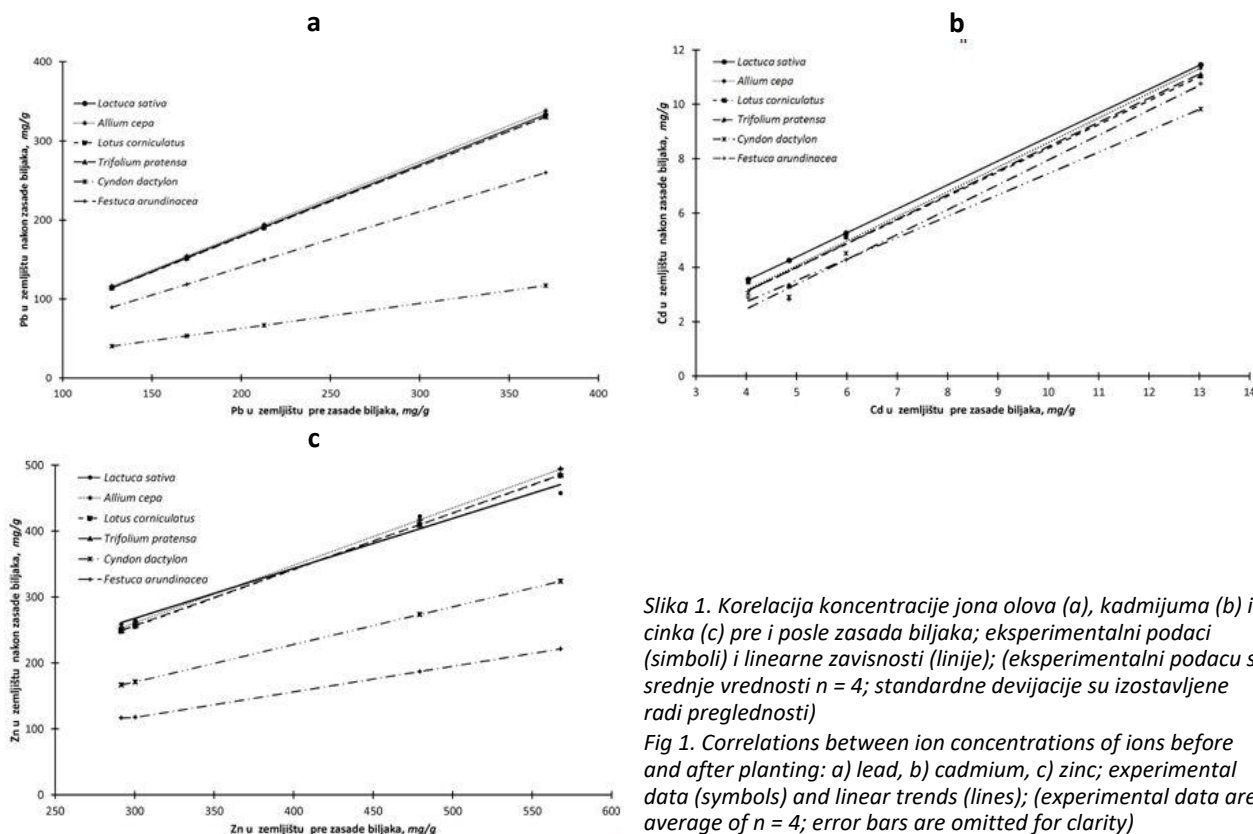 a
400
300
200
100
0
100 150 200 250 300 350 400
Pb u zemljištu nakon zasade biljaka, mg/g
Pb u zemljištu pre zasade biljaka, mg/g
Lactuca sativa
Allium cepa
Lotus corniculatus
Trifolium pratensa
Cyndon dactylon
Festuca arundinacea
b
12
10
8
6
4
2
0
3 4 5 6 7 8 9 10 11 12 13 14
Cd u zemljištu nakon zasade biljaka, mg/g
Cd u zemljištu pre zasade biljaka, mg/g
Lactuca sativa
Allium cepa
Lotus corniculatus
Trifolium pratensa
Cyndon dactylon
Festuca arundinacea
c
500
400
300
200
100
0
250 300 350 400 450 500 550 600
Zn u zemljištu nakon zasade biljaka, mg/g
Zn u zemljištu pre zasade biljaka, mg/g
Lactuca sativa
Allium cepa
Lotus corniculatus
Trifolium pratensa
Cyndon dactylon
Festuca arundinacea
Slika 1. Korelacija koncentracije jona olova (a), kadmijuma (b) i
cinka (c) pre i posle zasada biljaka; eksperimentalni podaci
(simboli) i linearne zavisnosti (linije); (eksperimentalni podacu s
srednje vrednosti n = 4; standardne devijacije su izostavljene
radi preglednosti)
Fig 1. Correlations between ion concentrations of ions before
and after planting: a) lead, b) cadmium, c) zinc; experimental
data (symbols) and linear trends (lines); (experimental data are
average of n = 4; error bars are omitted for clarity)